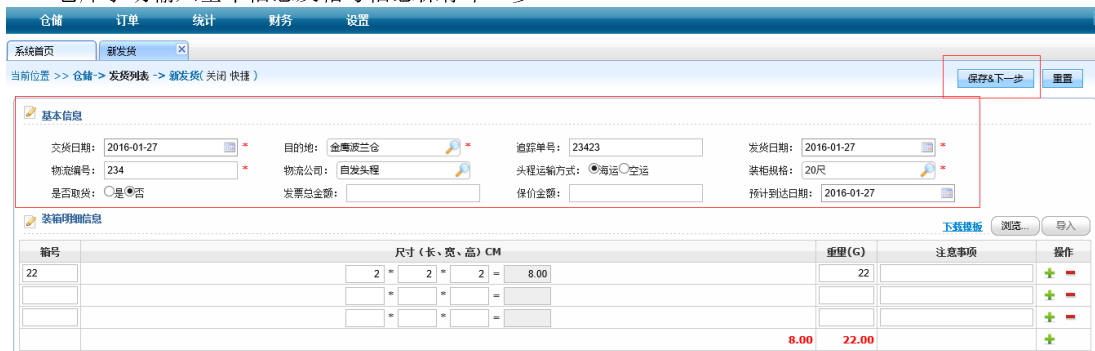 仓储 订单 统计 财务 设置
系统首页 新发货
当前位置 >> 仓储-> 发货列表 -> 新发货( 关闭 快捷 ) 保存&下一步 重置
基本信息
交货日期: 2016-01-27 * 目的地: 金鹰波兰仓 * 追踪单号: 23423 发货日期: 2016-01-27 *
物流编号: 234 * 物流公司: 自发头程 头程运输方式: 海运 空运 装柜规格: 20尺 *
是否取货: 是 否 发票总金额: 保价金额: 预计到达日期: 2016-01-27
装箱明细信息 下载模板 浏览... 导入
箱号 尺寸 (长、宽、高) CM 重量(G) 注意事项 操作
22 2 * 2 * 2 = 8.00 22
* * =
* * =
8.00 22.00